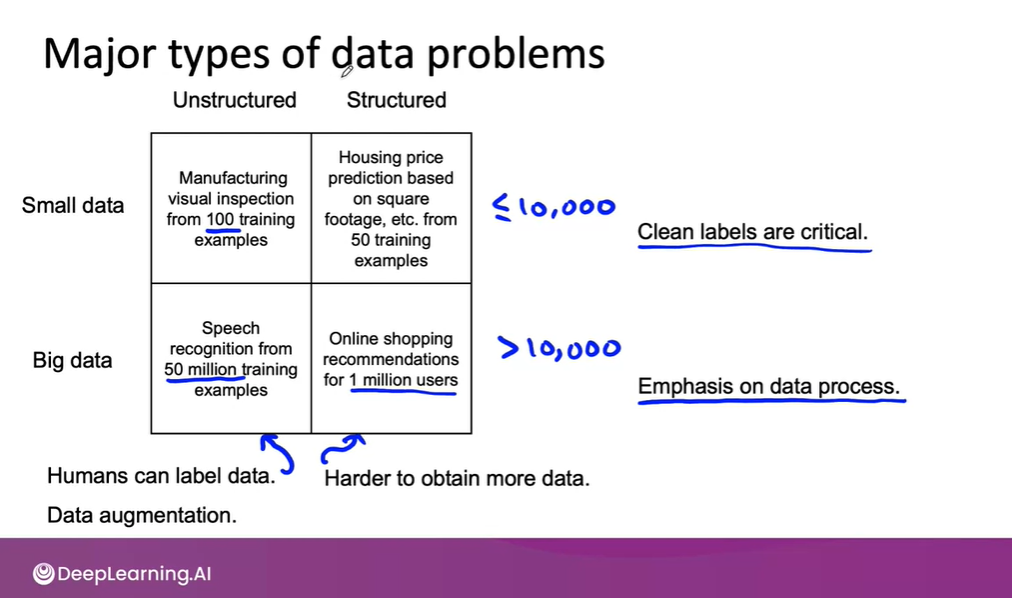 Major types of data problems
Unstructured
Structured
Small data
Manufacturing
visual inspection
from 100 training
examples
Housing price
prediction based
on square
footage, etc. from
50 training
examples
≤10,000
Clean labels are critical.
Big data
Speech
recognition from
50 million training
examples
Online shopping
recommendations
for 1 million users
>10,000
Emphasis on data process.
Humans can label data.
Data augmentation.
Harder to obtain more data.
DeepLearning.AI